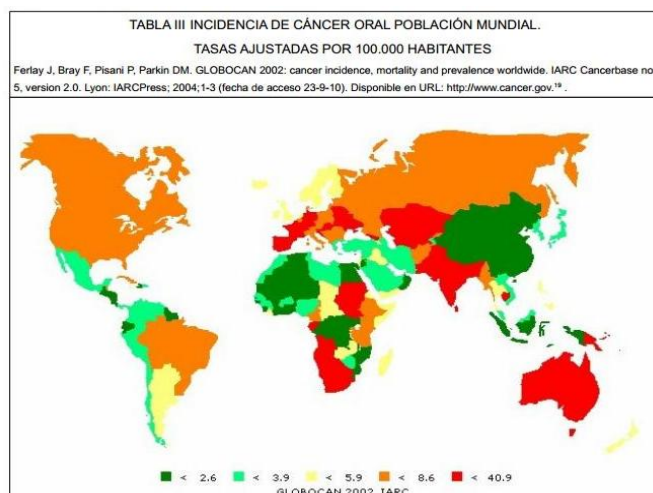 TABLA III INCIDENCIA DE CÁNCER ORAL POBLACIÓN MUNDIAL.
TASAS AJUSTADAS POR 100.000 HABITANTES
Ferlay J, Bray F, Pisani P, Parkin DM. GLOBOCAN 2002: cancer incidence, mortality and prevalence worldwide. IARC Cancerbase no
5, version 2.0. Lyon: IARCPress; 2004;1-3 (fecha de acceso 23-9-10). Disponible en URL: http://www.cancer.gov.¹⁹ .
< 2.6 < 3.9 < 5.9 < 8.6 < 40.9
GLOBOCAN 2002, IARC